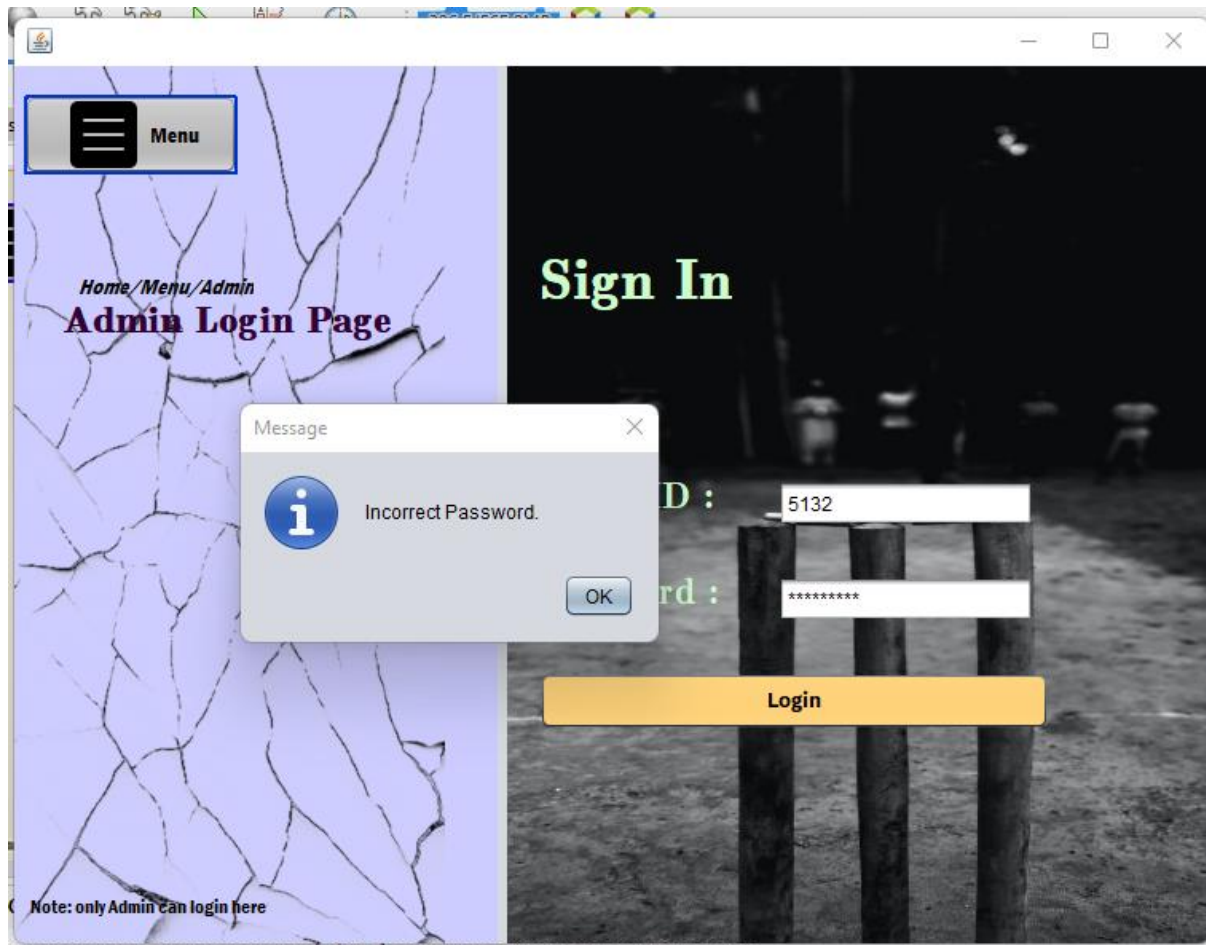 Menu
Home/Menu/Admin
Admin Login Page
Sign In
Message
Incorrect Password.
OK
D :
5132
rd :
*********
Login
Note: only Admin can login here